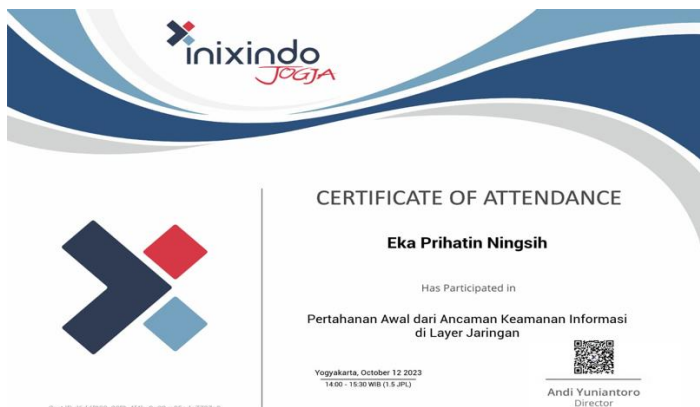 inixindo
JOGJA
CERTIFICATE OF ATTENDANCE
Eka Prihatin Ningsih
Has Participated in
Pertahanan Awal dari Ancaman Keamanan Informasi
di Layer Jaringan
Yogyakarta, October 12 2023
14:00 - 15:30 WIB (1.5 JPL)
Andi Yuniantoro
Director